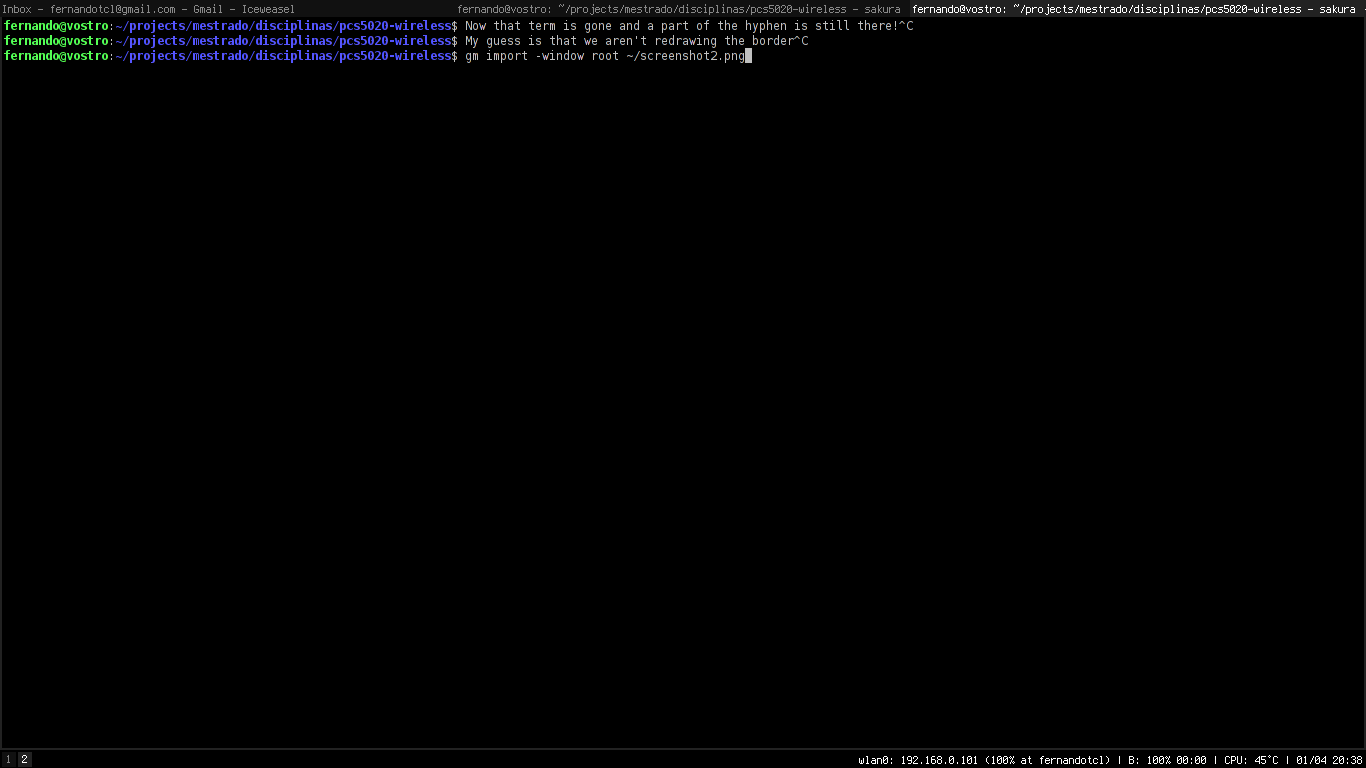 Inbox - fernandotcl@gmail.com - Gmail - Iceweasel fernando@vostro: ~/projects/mestrado/disciplinas/pcs5020-wireless - sakura fernando@vostro: ~/projects/mestrado/disciplinas/pcs5020-wireless - sakura -
fernando@vostro:~/projects/mestrado/disciplinas/pcs5020-wireless$ Now that term is gone and a part of the hyphen is still there!^C
fernando@vostro:~/projects/mestrado/disciplinas/pcs5020-wireless$ My guess is that we aren't redrawing the border^C
fernando@vostro:~/projects/mestrado/disciplinas/pcs5020-wireless$ gm import -window root ~/screenshot2.png
1 2 wlan0: 192.168.0.101 (100% at fernandotcl) | B: 100% 00:00 | CPU: 45°C | 01/04 20:38